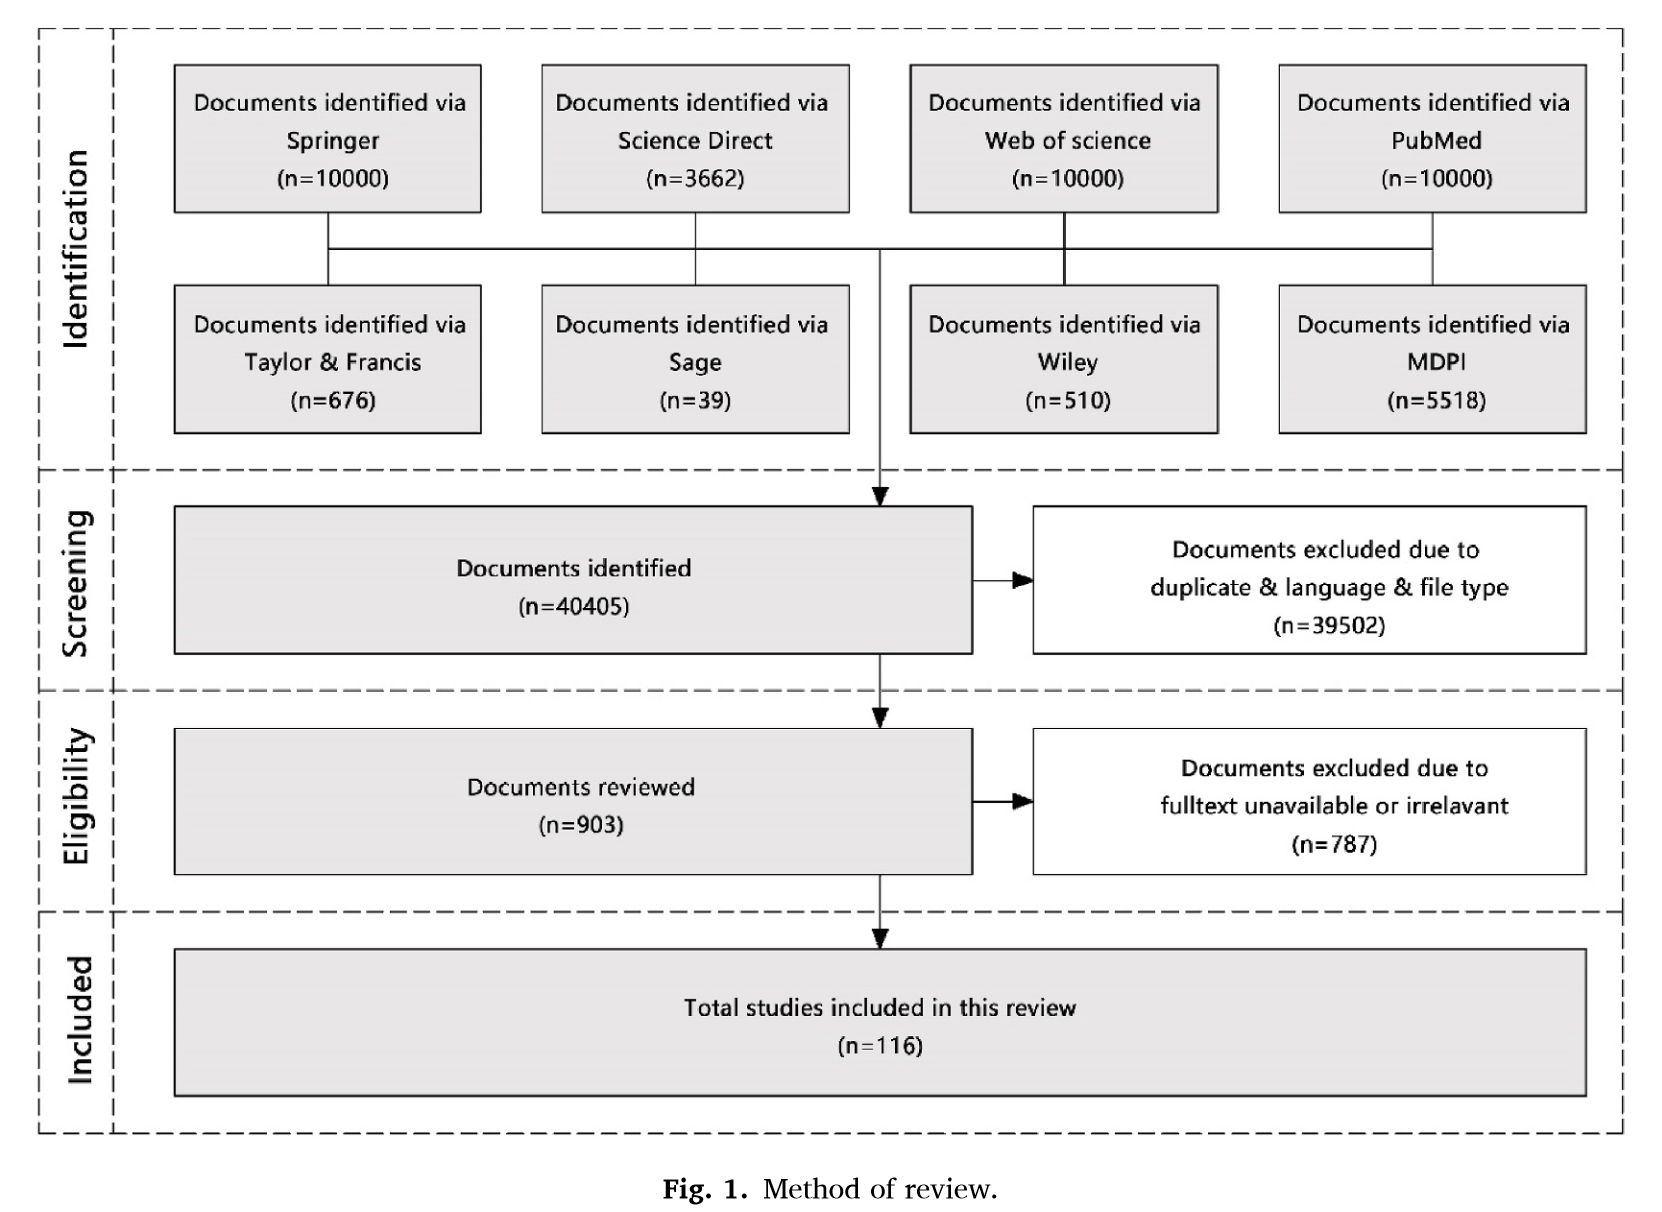 Identification
Documents identified via
Springer
(n=10000)
Documents identified via
Science Direct
(n=3662)
Documents identified via
Web of science
(n=10000)
Documents identified via
PubMed
(n=10000)
Documents identified via
Taylor & Francis
(n=676)
Documents identified via
Sage
(n=39)
Documents identified via
Wiley
(n=510)
Documents identified via
MDPI
(n=5518)
Screening
Documents identified
(n=40405)
Documents excluded due to
duplicate & language & file type
(n=39502)
Eligibility
Documents reviewed
(n=903)
Documents excluded due to
fulltext unavailable or irrelavant
(n=787)
Included
Total studies included in this review
(n=116)
Fig. 1. Method of review.